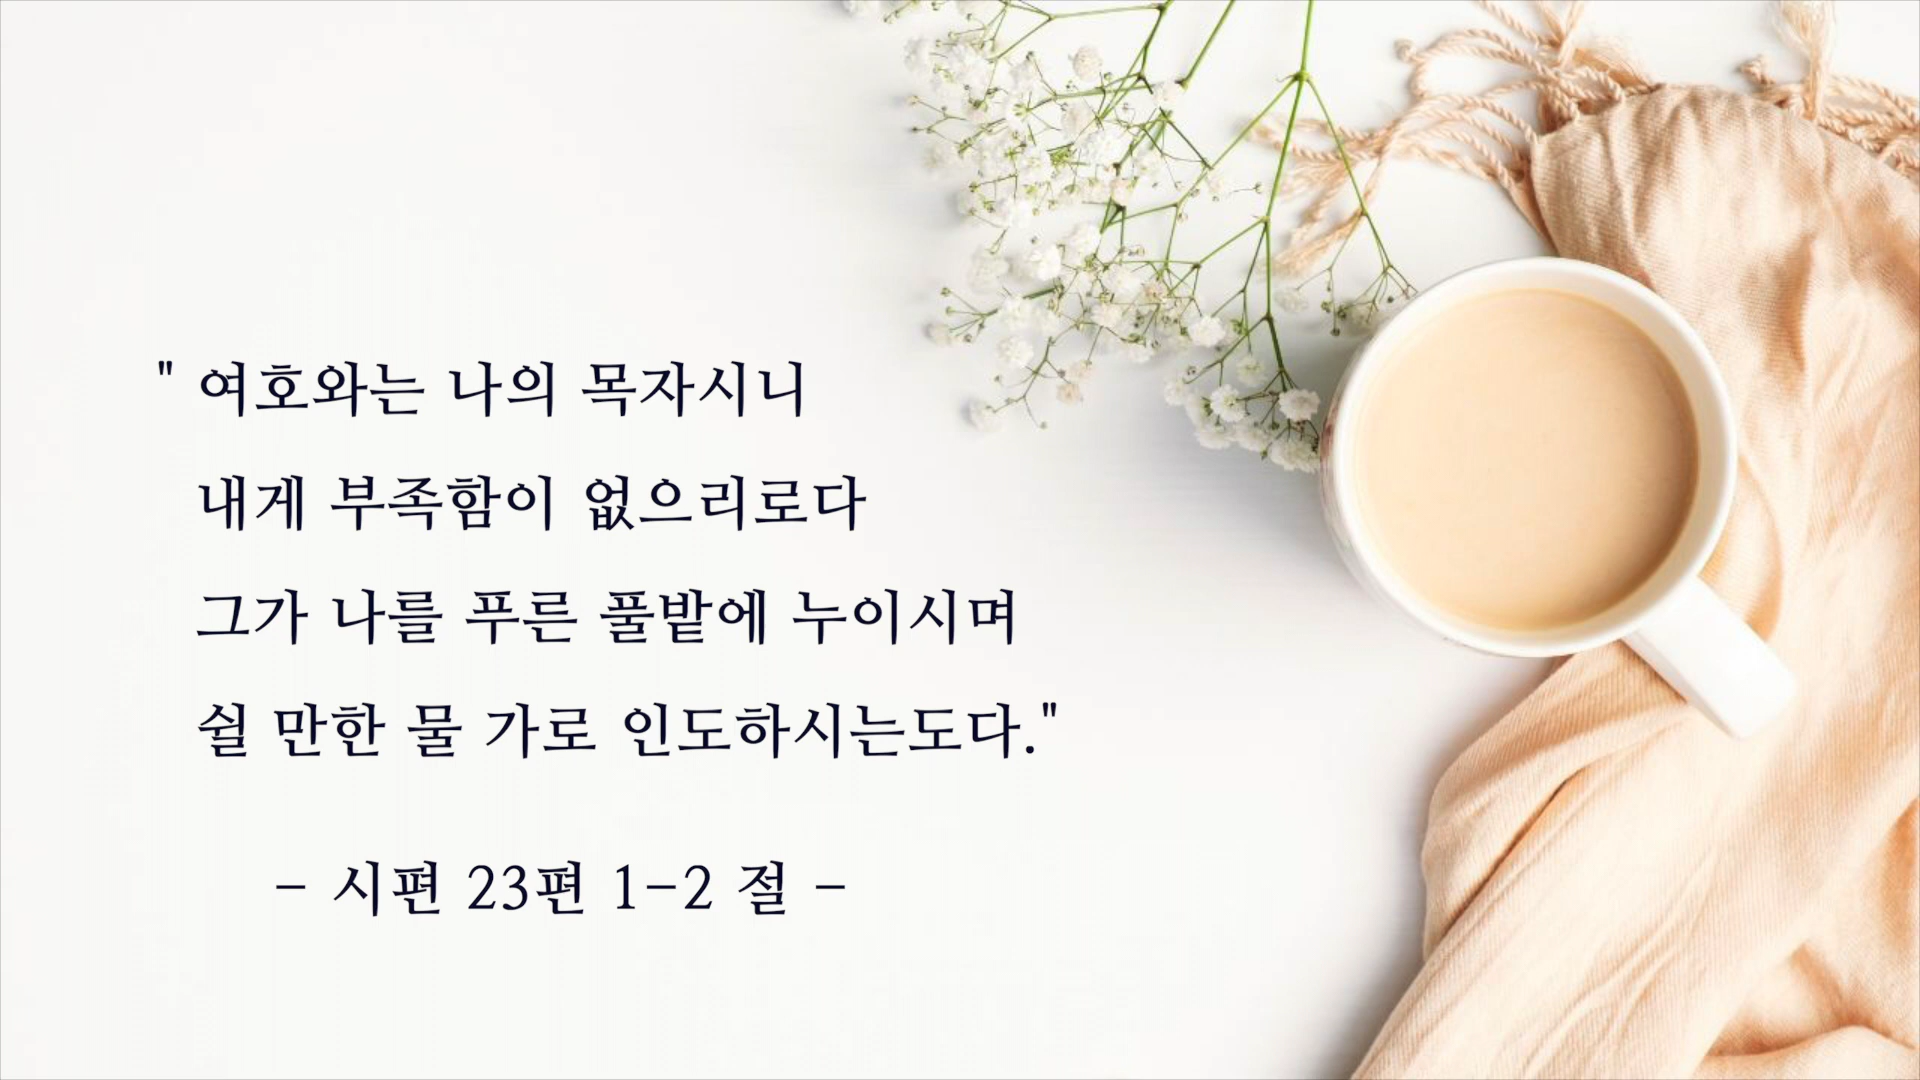 " 여호와는 나의 목자시니
내게 부족함이 없으리로다
그가 나를 푸른 풀밭에 누이시며
쉴 만한 물 가로 인도하시는도다."
- 시편 23편 1-2 절 -